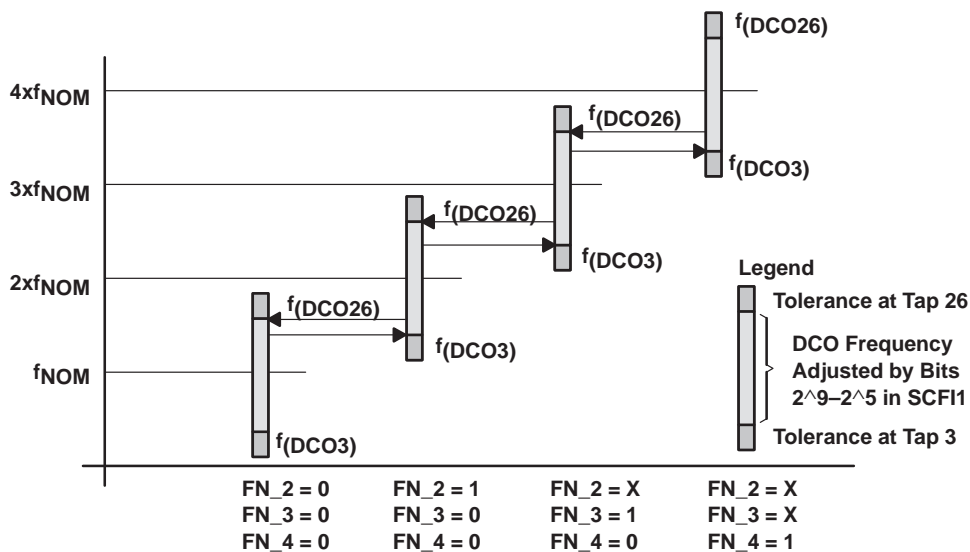 f(DCO26)
4xfNOM
f(DCO26)
f(DCO3)
3xfNOM
f(DCO26)
f(DCO3)
2xfNOM
f(DCO26)
f(DCO3)
fNOM
f(DCO3)
Legend
Tolerance at Tap 26
DCO Frequency
Adjusted by Bits
2^9–2^5 in SCFI1
Tolerance at Tap 3
FN_2 = 0 FN_2 = 1 FN_2 = X FN_2 = X
FN_3 = 0 FN_3 = 0 FN_3 = 1 FN_3 = X
FN_4 = 0 FN_4 = 0 FN_4 = 0 FN_4 = 1